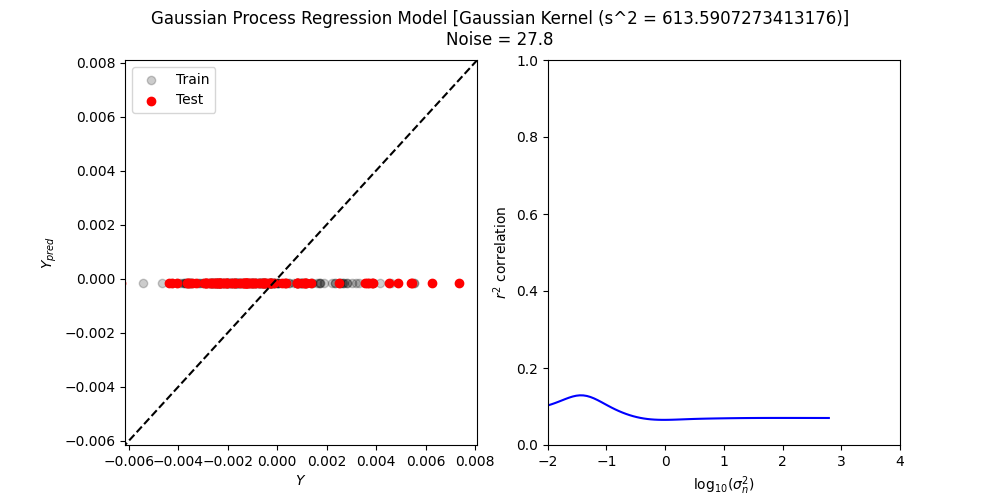 Gaussian Process Regression Model [Gaussian Kernel (s^2 = 613.5907273413176)]
Noise = 27.8
Train
Test
0.008
0.006
0.004
0.002
0.000
−0.002
−0.004
−0.006
Y_pred
−0.006 −0.004 −0.002 0.000 0.002 0.004 0.006 0.008
Y
1.0
0.8
0.6
0.4
0.2
0.0
r² correlation
−2 −1 0 1 2 3 4
log₁₀(σ_n²)